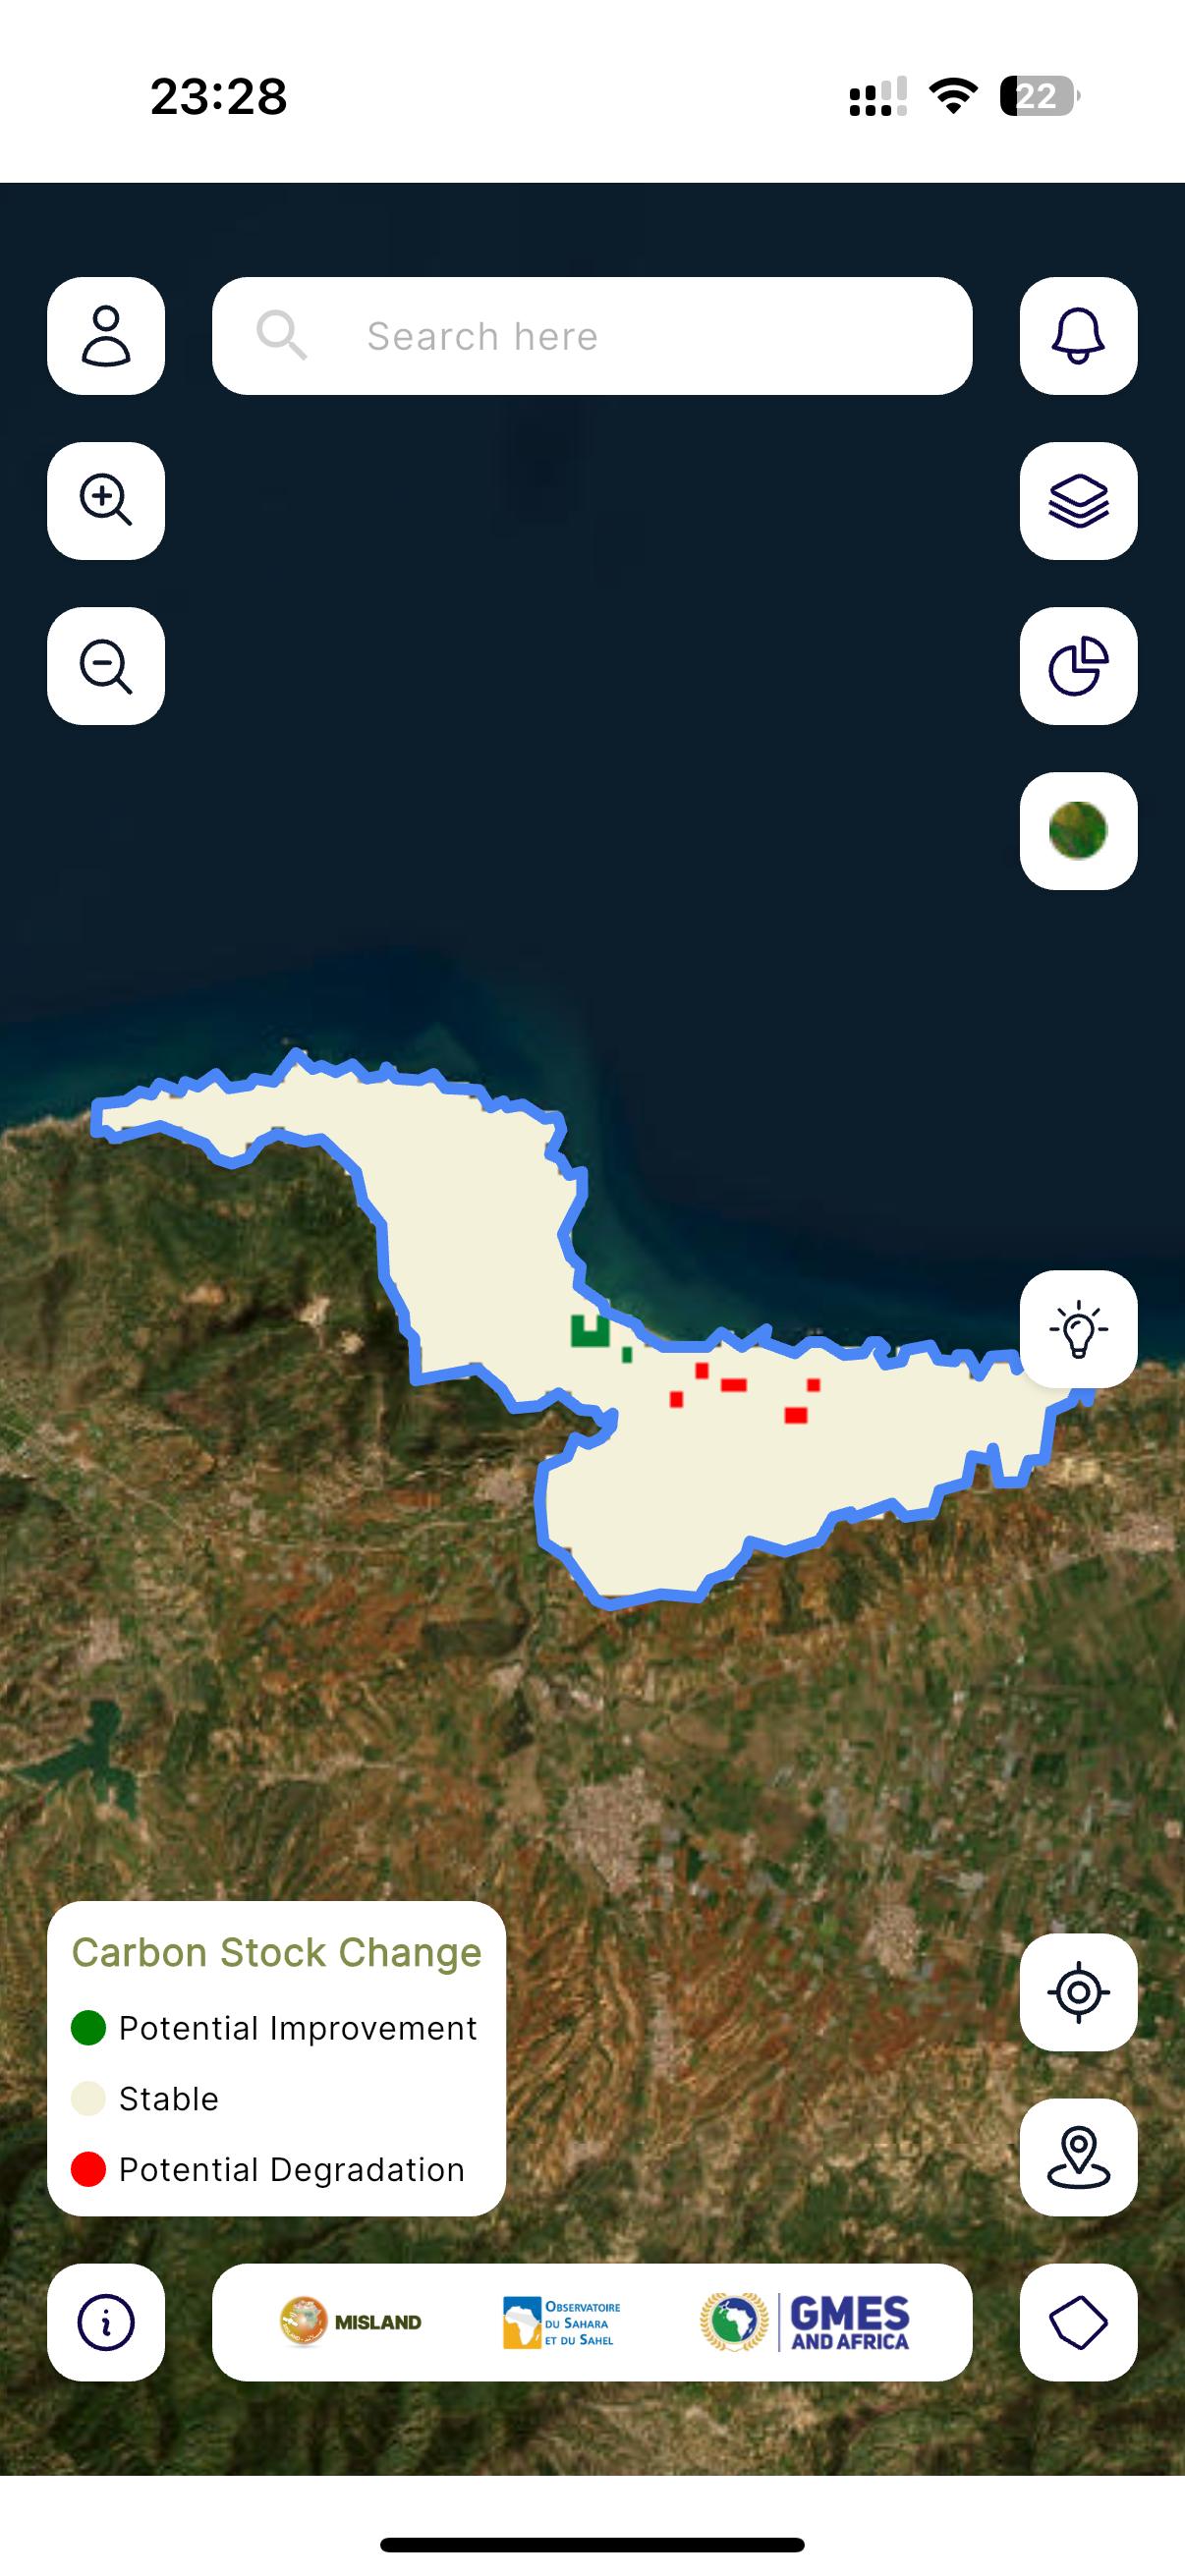 23:28
22
Search here
Carbon Stock Change
Potential Improvement
Stable
Potential Degradation
MISLAND
OBSERVATOIRE
DU SAHARA
ET DU SAHEL
GMES
AND AFRICA